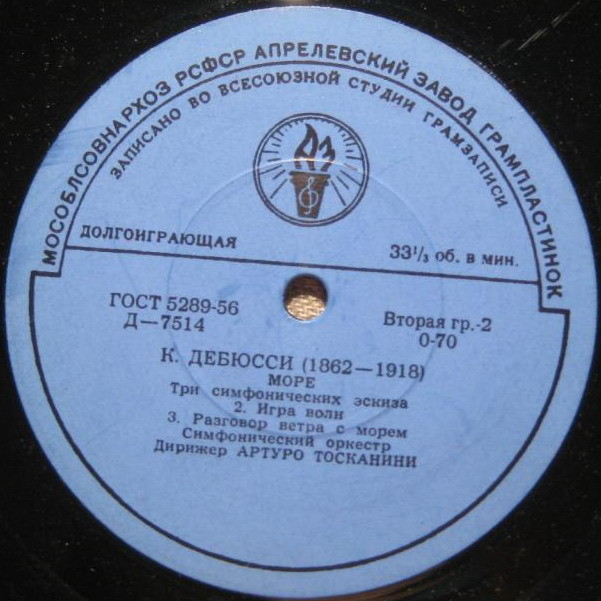 МОСОБЛСОВНАРХОЗ РСФСР АПРЕЛЕВСКИЙ ЗАВОД ГРАМПЛАСТИНОК
ЗАПИСАНО ВО ВСЕСОЮЗНОЙ СТУДИИ ГРАМЗАПИСИ
АЗ
ДОЛГОИГРАЮЩАЯ
33⅓ об. в мин.
ГОСТ 5289-56
Д—7514
Вторая гр.-2
0-70
К. ДЕБЮССИ (1862—1918)
МОРЕ
Три симфонических эскиза
2. Игра волн
3. Разговор ветра с морем
Симфонический оркестр
Дирижер АРТУРО ТОСКАНИНИ